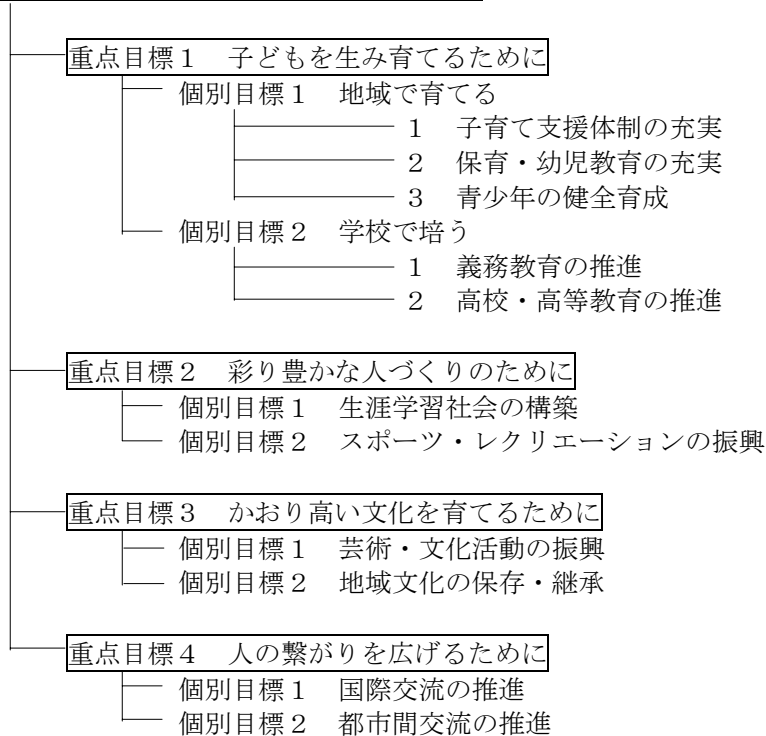 重点目標１　子どもを生み育てるために
個別目標１　地域で育てる
１　子育て支援体制の充実
２　保育・幼児教育の充実
３　青少年の健全育成
個別目標２　学校で培う
１　義務教育の推進
２　高校・高等教育の推進
重点目標２　彩り豊かな人づくりのために
個別目標１　生涯学習社会の構築
個別目標２　スポーツ・レクリエーションの振興
重点目標３　かおり高い文化を育てるために
個別目標１　芸術・文化活動の振興
個別目標２　地域文化の保存・継承
重点目標４　人の繋がりを広げるために
個別目標１　国際交流の推進
個別目標２　都市間交流の推進